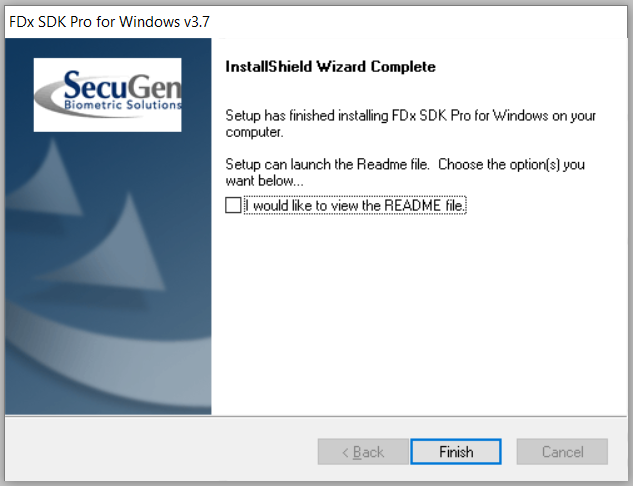 FDx SDK Pro for Windows v3.7
SecuGen
Biometric Solutions
InstallShield Wizard Complete
Setup has finished installing FDx SDK Pro for Windows on your
computer.
Setup can launch the Readme file.  Choose the option(s) you
want below...
I would like to view the README file.
< Back
Finish
Cancel